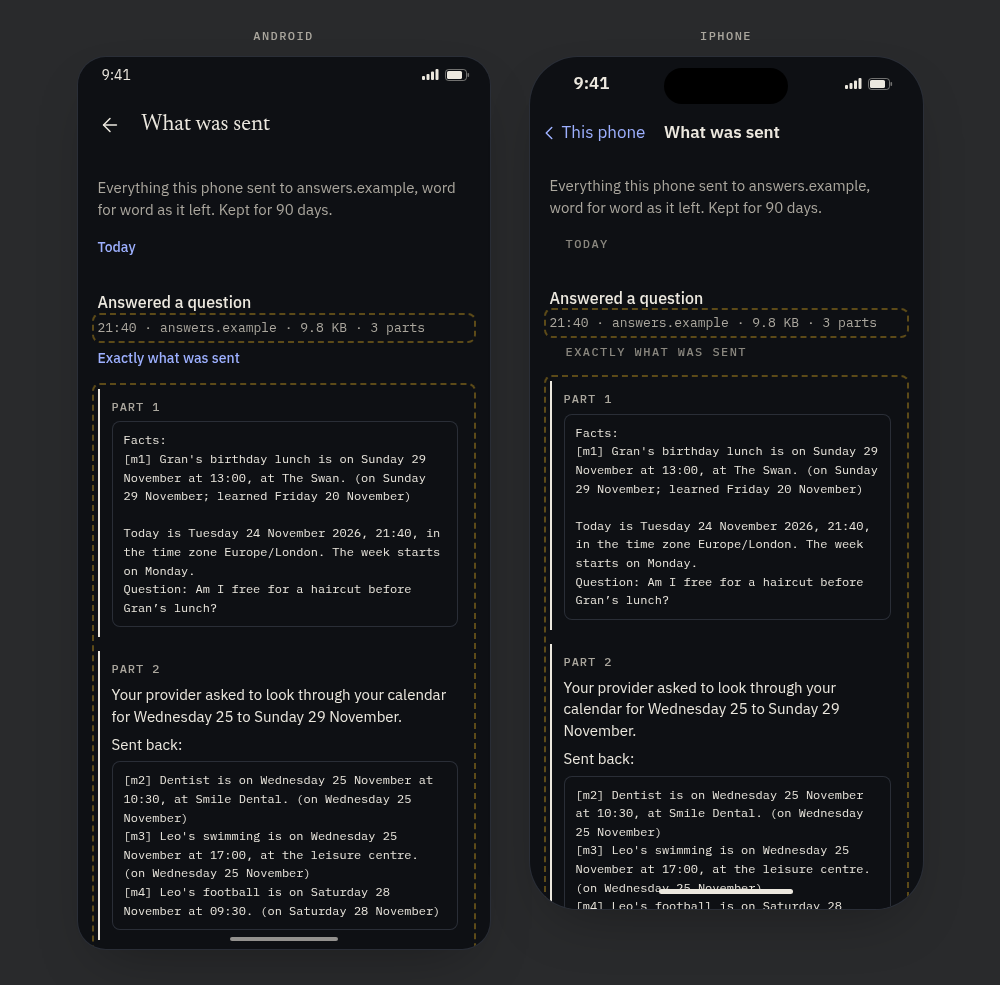 ANDROID
9:41
What was sent
Everything this phone sent to answers.example, word
for word as it left. Kept for 90 days.
Today
Answered a question
21:40 · answers.example · 9.8 KB · 3 parts
Exactly what was sent
PART 1
Facts:
[m1] Gran's birthday lunch is on Sunday 29
November at 13:00, at The Swan. (on Sunday
29 November; learned Friday 20 November)
Today is Tuesday 24 November 2026, 21:40, in
the time zone Europe/London. The week starts
on Monday.
Question: Am I free for a haircut before
Gran’s lunch?
PART 2
Your provider asked to look through your calendar
for Wednesday 25 to Sunday 29 November.
Sent back:
[m2] Dentist is on Wednesday 25 November at
10:30, at Smile Dental. (on Wednesday 25
November)
[m3] Leo's swimming is on Wednesday 25
November at 17:00, at the leisure centre.
(on Wednesday 25 November)
[m4] Leo's football is on Saturday 28
November at 09:30. (on Saturday 28 November)
IPHONE
9:41
This phone
What was sent
Everything this phone sent to answers.example,
word for word as it left. Kept for 90 days.
TODAY
Answered a question
21:40 · answers.example · 9.8 KB · 3 parts
EXACTLY WHAT WAS SENT
PART 1
Facts:
[m1] Gran's birthday lunch is on Sunday 29
November at 13:00, at The Swan. (on Sunday
29 November; learned Friday 20 November)
Today is Tuesday 24 November 2026, 21:40,
in the time zone Europe/London. The week
starts on Monday.
Question: Am I free for a haircut before
Gran’s lunch?
PART 2
Your provider asked to look through your
calendar for Wednesday 25 to Sunday 29
November.
Sent back:
[m2] Dentist is on Wednesday 25 November
at 10:30, at Smile Dental. (on Wednesday
25 November)
[m3] Leo's swimming is on Wednesday 25
November at 17:00, at the leisure centre.
(on Wednesday 25 November)
[m4] Leo's football is on Saturday 28